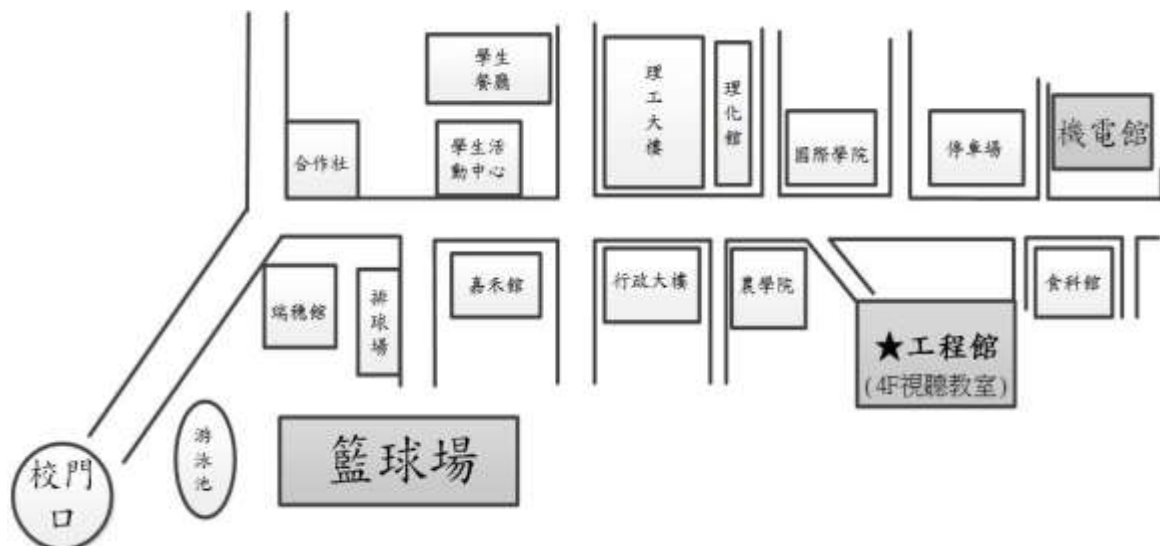 學生
餐廳
理工大樓
理化館
機電館
合作社
學生活
動中心
國際學院
停車場
瑞穗館
排球場
嘉禾館
行政大樓
農學院
食科館
★工程館
(4F視聽教室)
游泳池
籃球場
校門
口